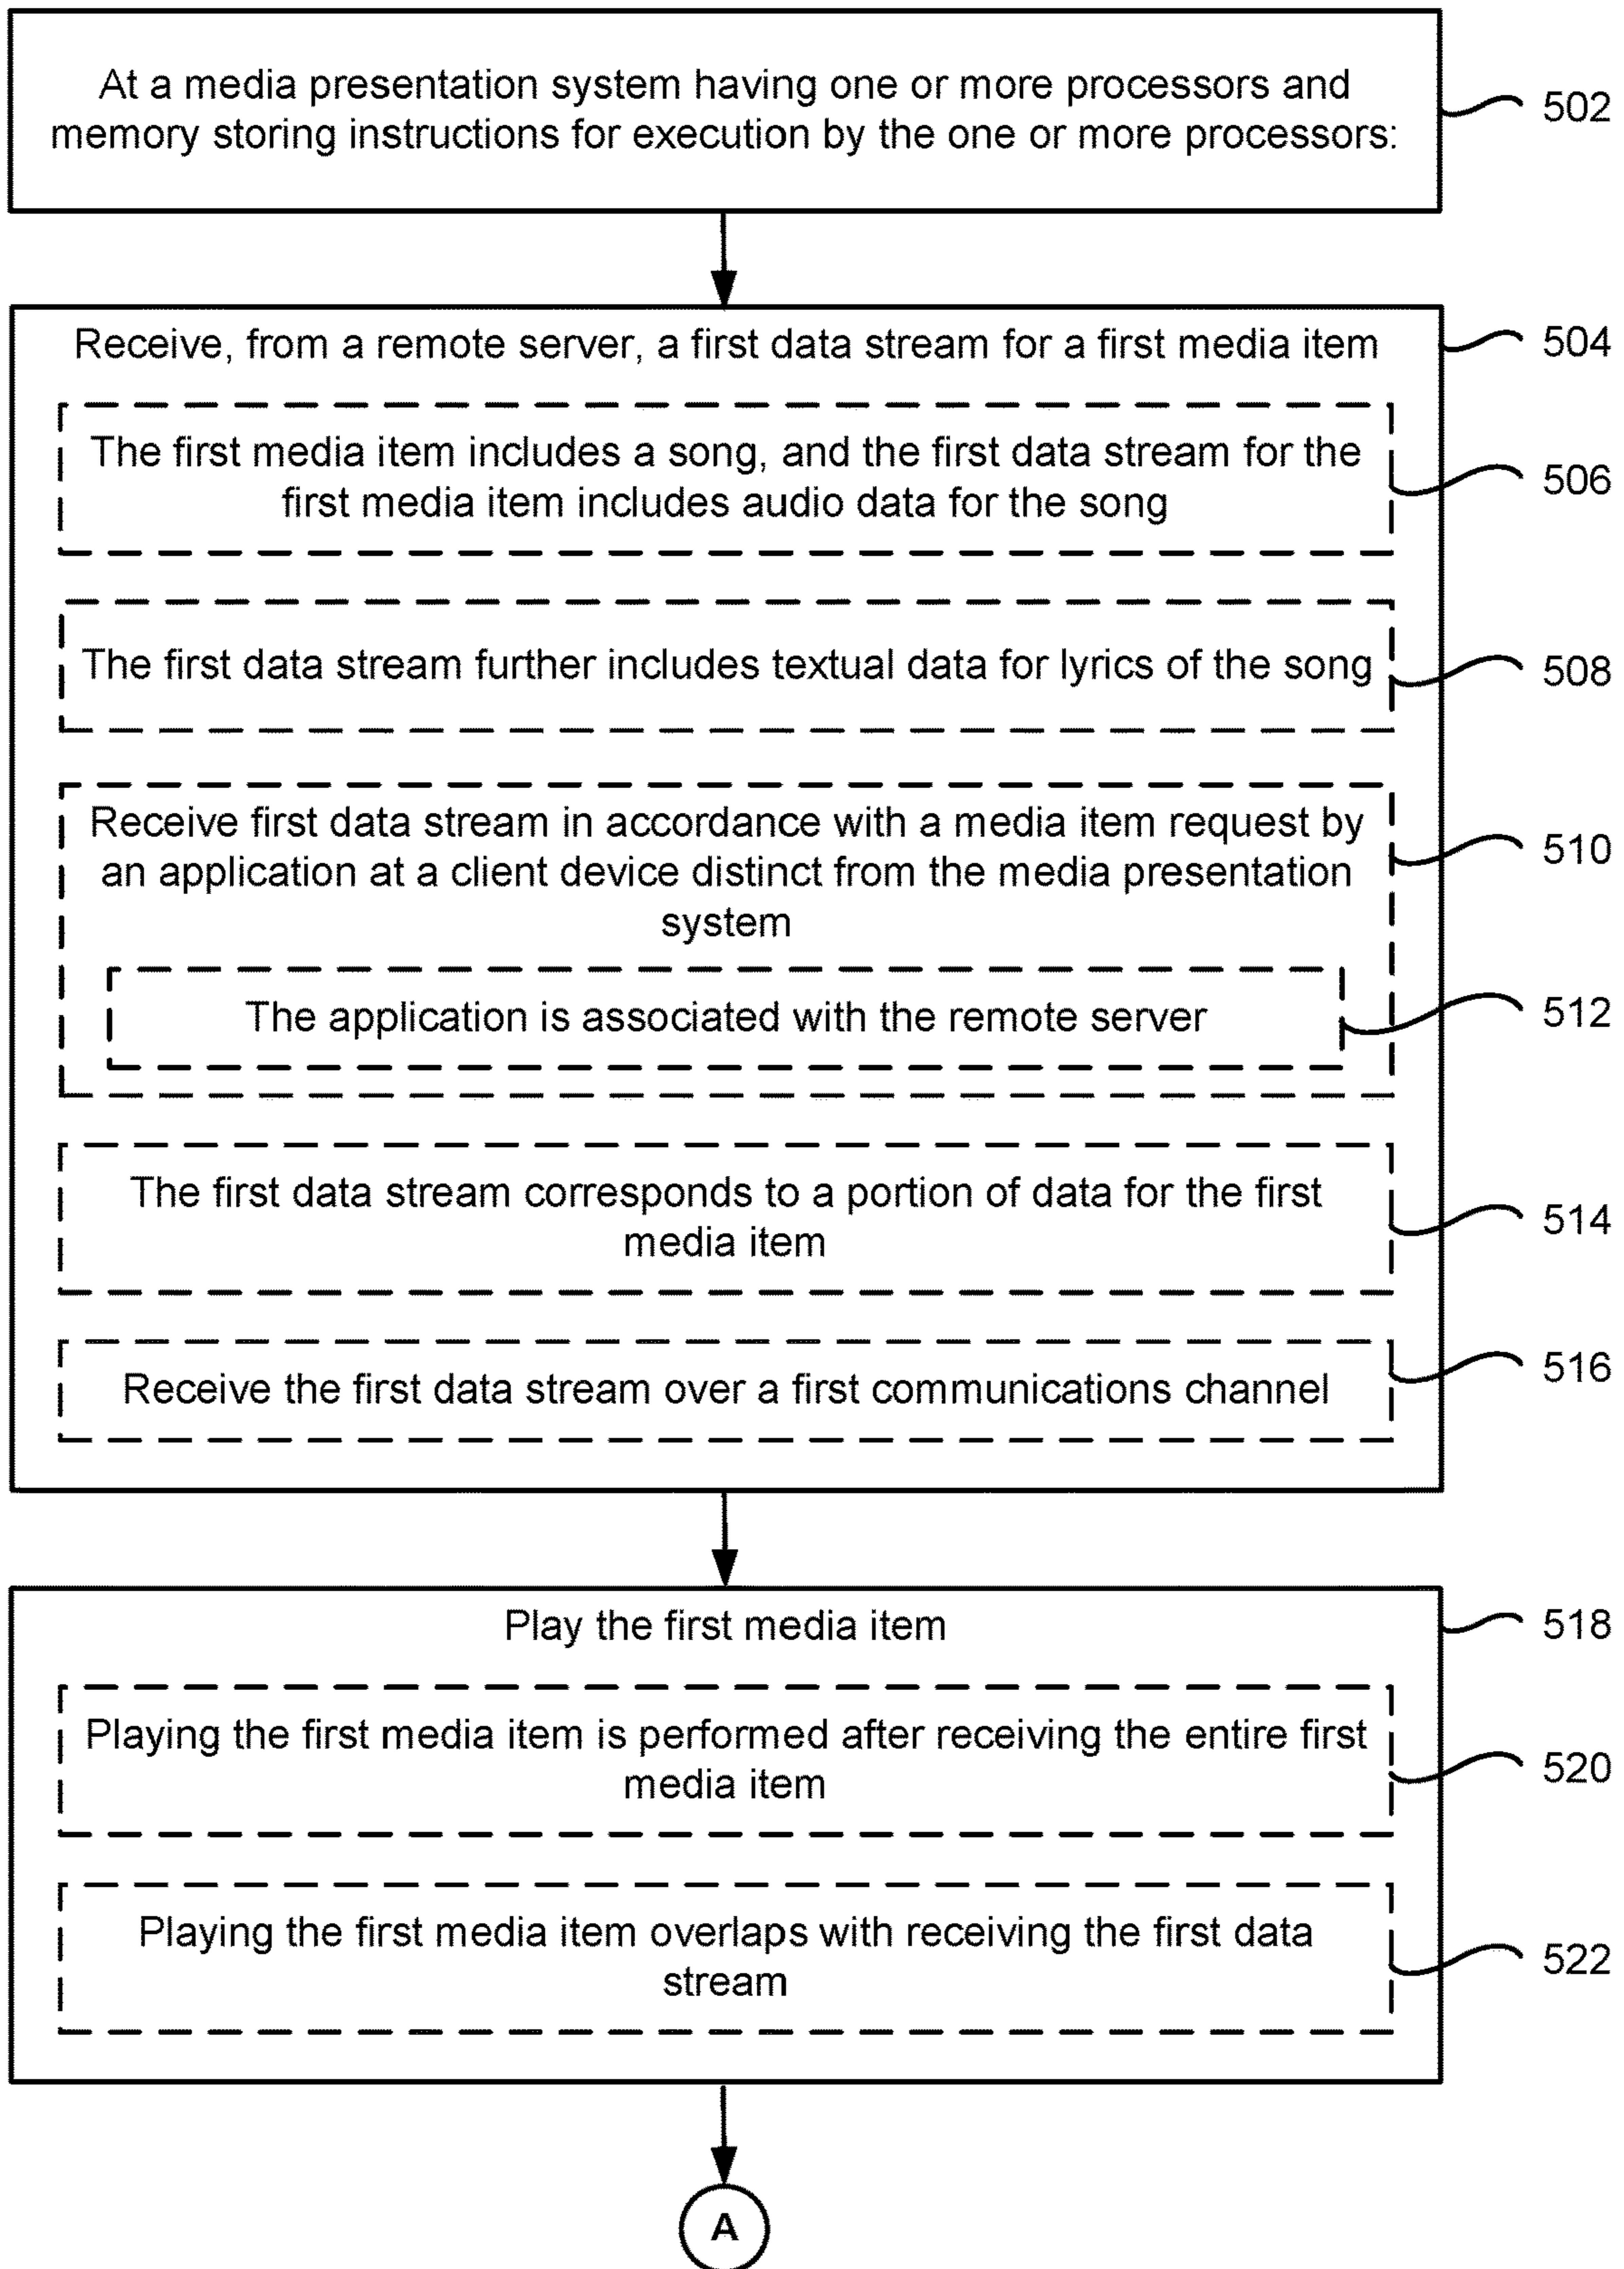 At a media presentation system having one or more processors and
memory storing instructions for execution by the one or more processors:
502
Receive, from a remote server, a first data stream for a first media item
504
The first media item includes a song, and the first data stream for the
first media item includes audio data for the song
506
The first data stream further includes textual data for lyrics of the song
508
Receive first data stream in accordance with a media item request by
an application at a client device distinct from the media presentation
system
510
The application is associated with the remote server
512
The first data stream corresponds to a portion of data for the first
media item
514
Receive the first data stream over a first communications channel
516
Play the first media item
518
Playing the first media item is performed after receiving the entire first
media item
520
Playing the first media item overlaps with receiving the first data
stream
522
A